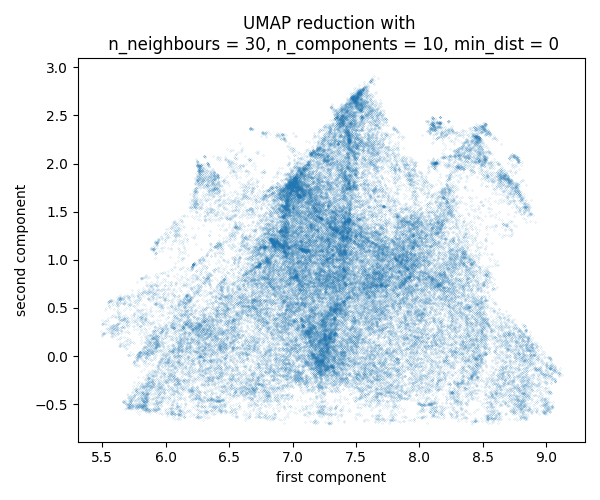 UMAP reduction with
n_neighbours = 30, n_components = 10, min_dist = 0
3.0
2.5
2.0
1.5
1.0
0.5
0.0
−0.5
second component
5.5 6.0 6.5 7.0 7.5 8.0 8.5 9.0
first component